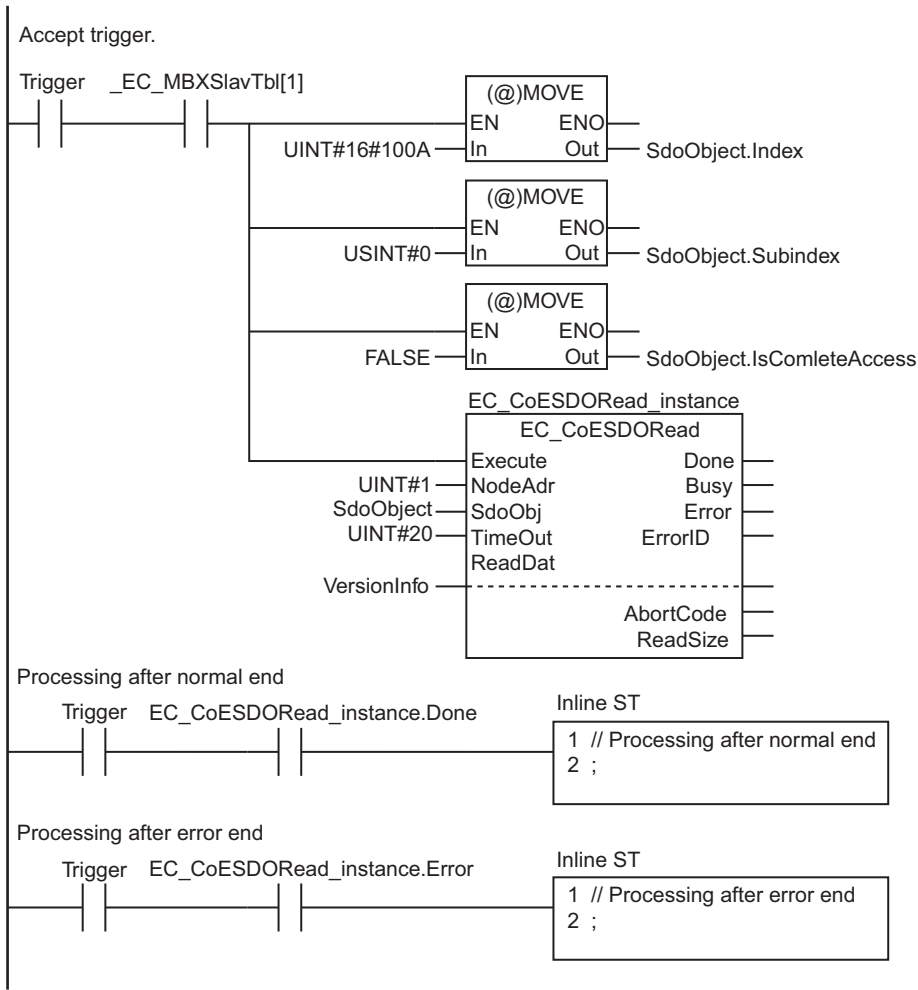 Accept trigger.
Trigger _EC_MBXSlavTbl[1]
(@)MOVE
EN ENO
UINT#16#100A In Out SdoObject.Index
(@)MOVE
EN ENO
USINT#0 In Out SdoObject.Subindex
(@)MOVE
EN ENO
FALSE In Out SdoObject.IsComleteAccess
EC_CoESDORead_instance
EC_CoESDORead
Execute Done
UINT#1 NodeAdr Busy
SdoObject SdoObj Error
UINT#20 TimeOut ErrorID
ReadDat
VersionInfo
AbortCode
ReadSize
Processing after normal end
Trigger EC_CoESDORead_instance.Done
Inline ST
1 // Processing after normal end
2 ;
Processing after error end
Trigger EC_CoESDORead_instance.Error
Inline ST
1 // Processing after error end
2 ;